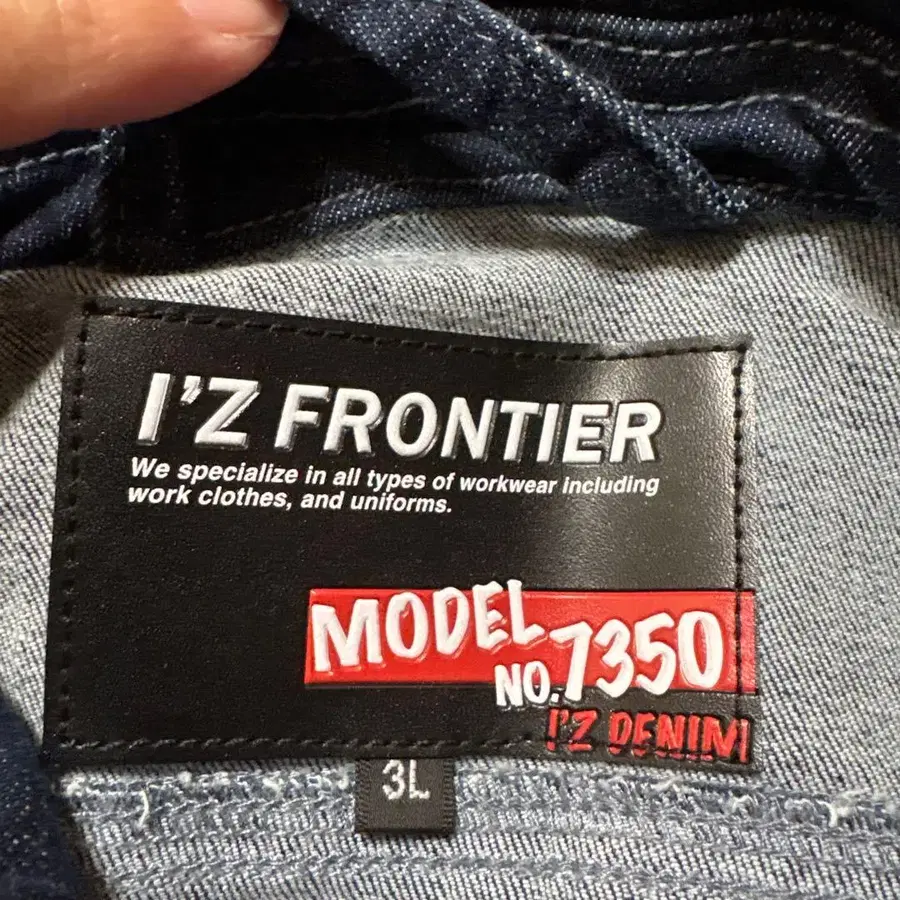 I'Z FRONTIER
We specialize in all types of workwear including
work clothes, and uniforms.
MODEL
NO.7350
I'Z DENIM
3L